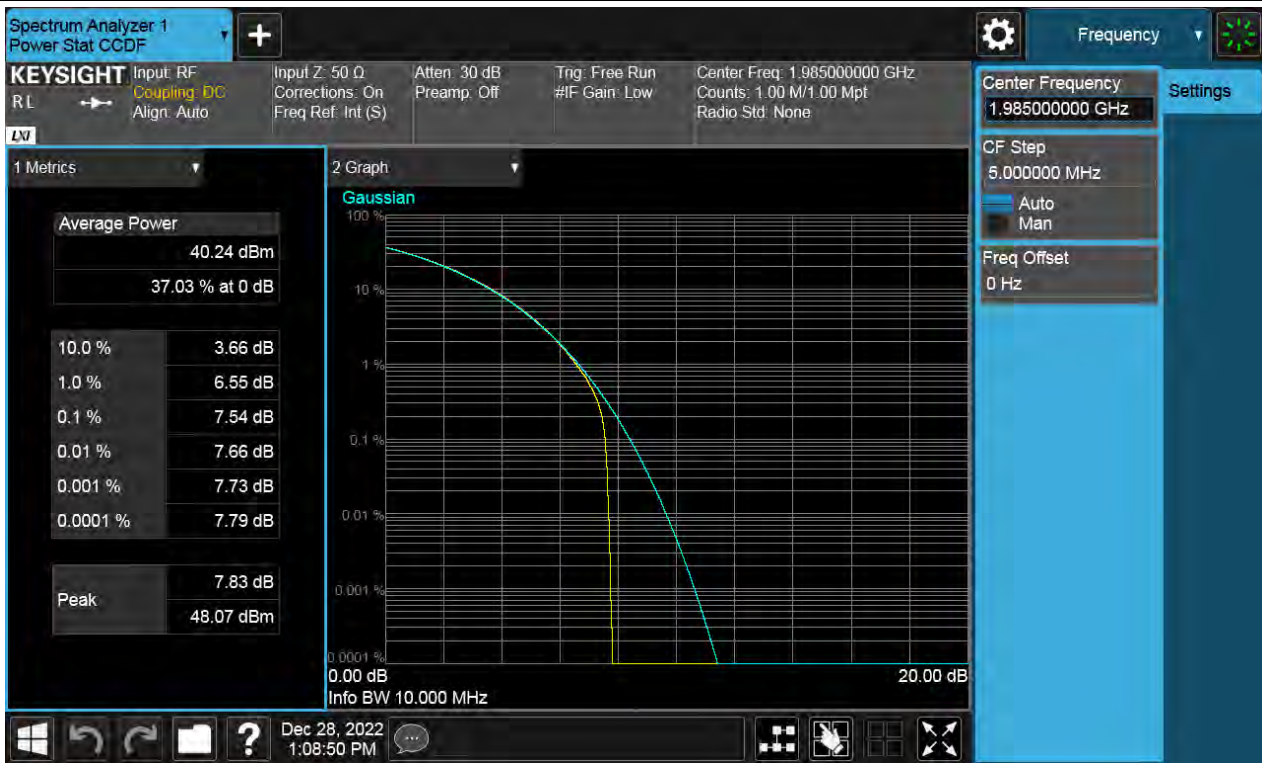 Spectrum Analyzer 1
Power Stat CCDF
Frequency
KEYSIGHT
RL
LXI
Input: RF
Coupling: DC
Align: Auto
Input Z: 50 Ω
Corrections: On
Freq Ref: Int (S)
Atten: 30 dB
Preamp: Off
Trig: Free Run
#IF Gain: Low
Center Freq: 1.985000000 GHz
Counts: 1.00 M/1.00 Mpt
Radio Std: None
Center Frequency
1.985000000 GHz
Settings
CF Step
5.000000 MHz
Auto
Man
Freq Offset
0 Hz
1 Metrics
Average Power
40.24 dBm
37.03 % at 0 dB
10.0 % 3.66 dB
1.0 % 6.55 dB
0.1 % 7.54 dB
0.01 % 7.66 dB
0.001 % 7.73 dB
0.0001 % 7.79 dB
Peak
7.83 dB
48.07 dBm
2 Graph
Gaussian
100 %
10 %
1 %
0.1 %
0.01 %
0.001 %
0.0001 %
0.00 dB 20.00 dB
Info BW 10.000 MHz
?
Dec 28, 2022
1:08:50 PM